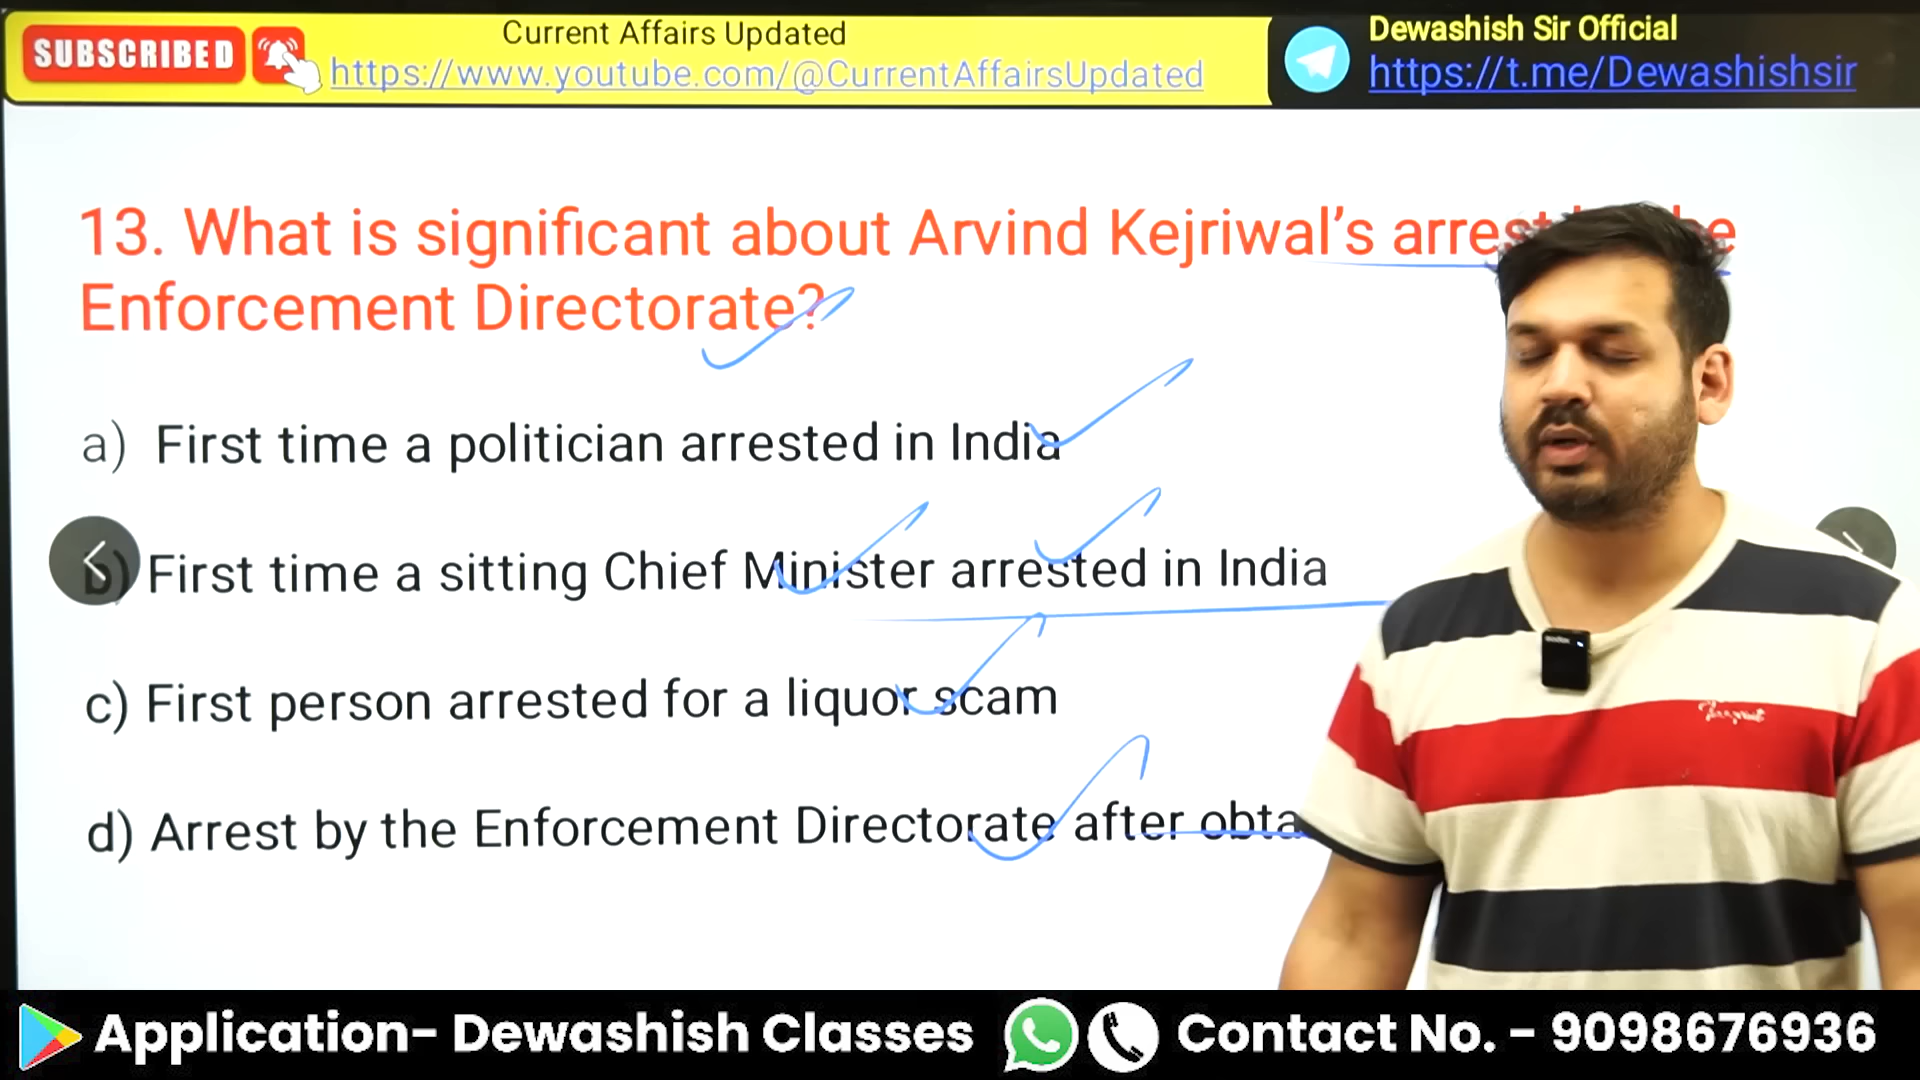 SUBSCRIBED
Current Affairs Updated
https://www.youtube.com/@CurrentAffairsUpdated
Dewashish Sir Official
https://t.me/Dewashishsir
13. What is significant about Arvind Kejriwal's
Enforcement Directorate?
a) First time a politician arrested in India
b) First time a sitting Chief Minister arrested in India
c) First person arrested for a liquor scam
d) Arrest by the Enforcement Directorate after
Application- Dewashish Classes
Contact No. - 9098676936